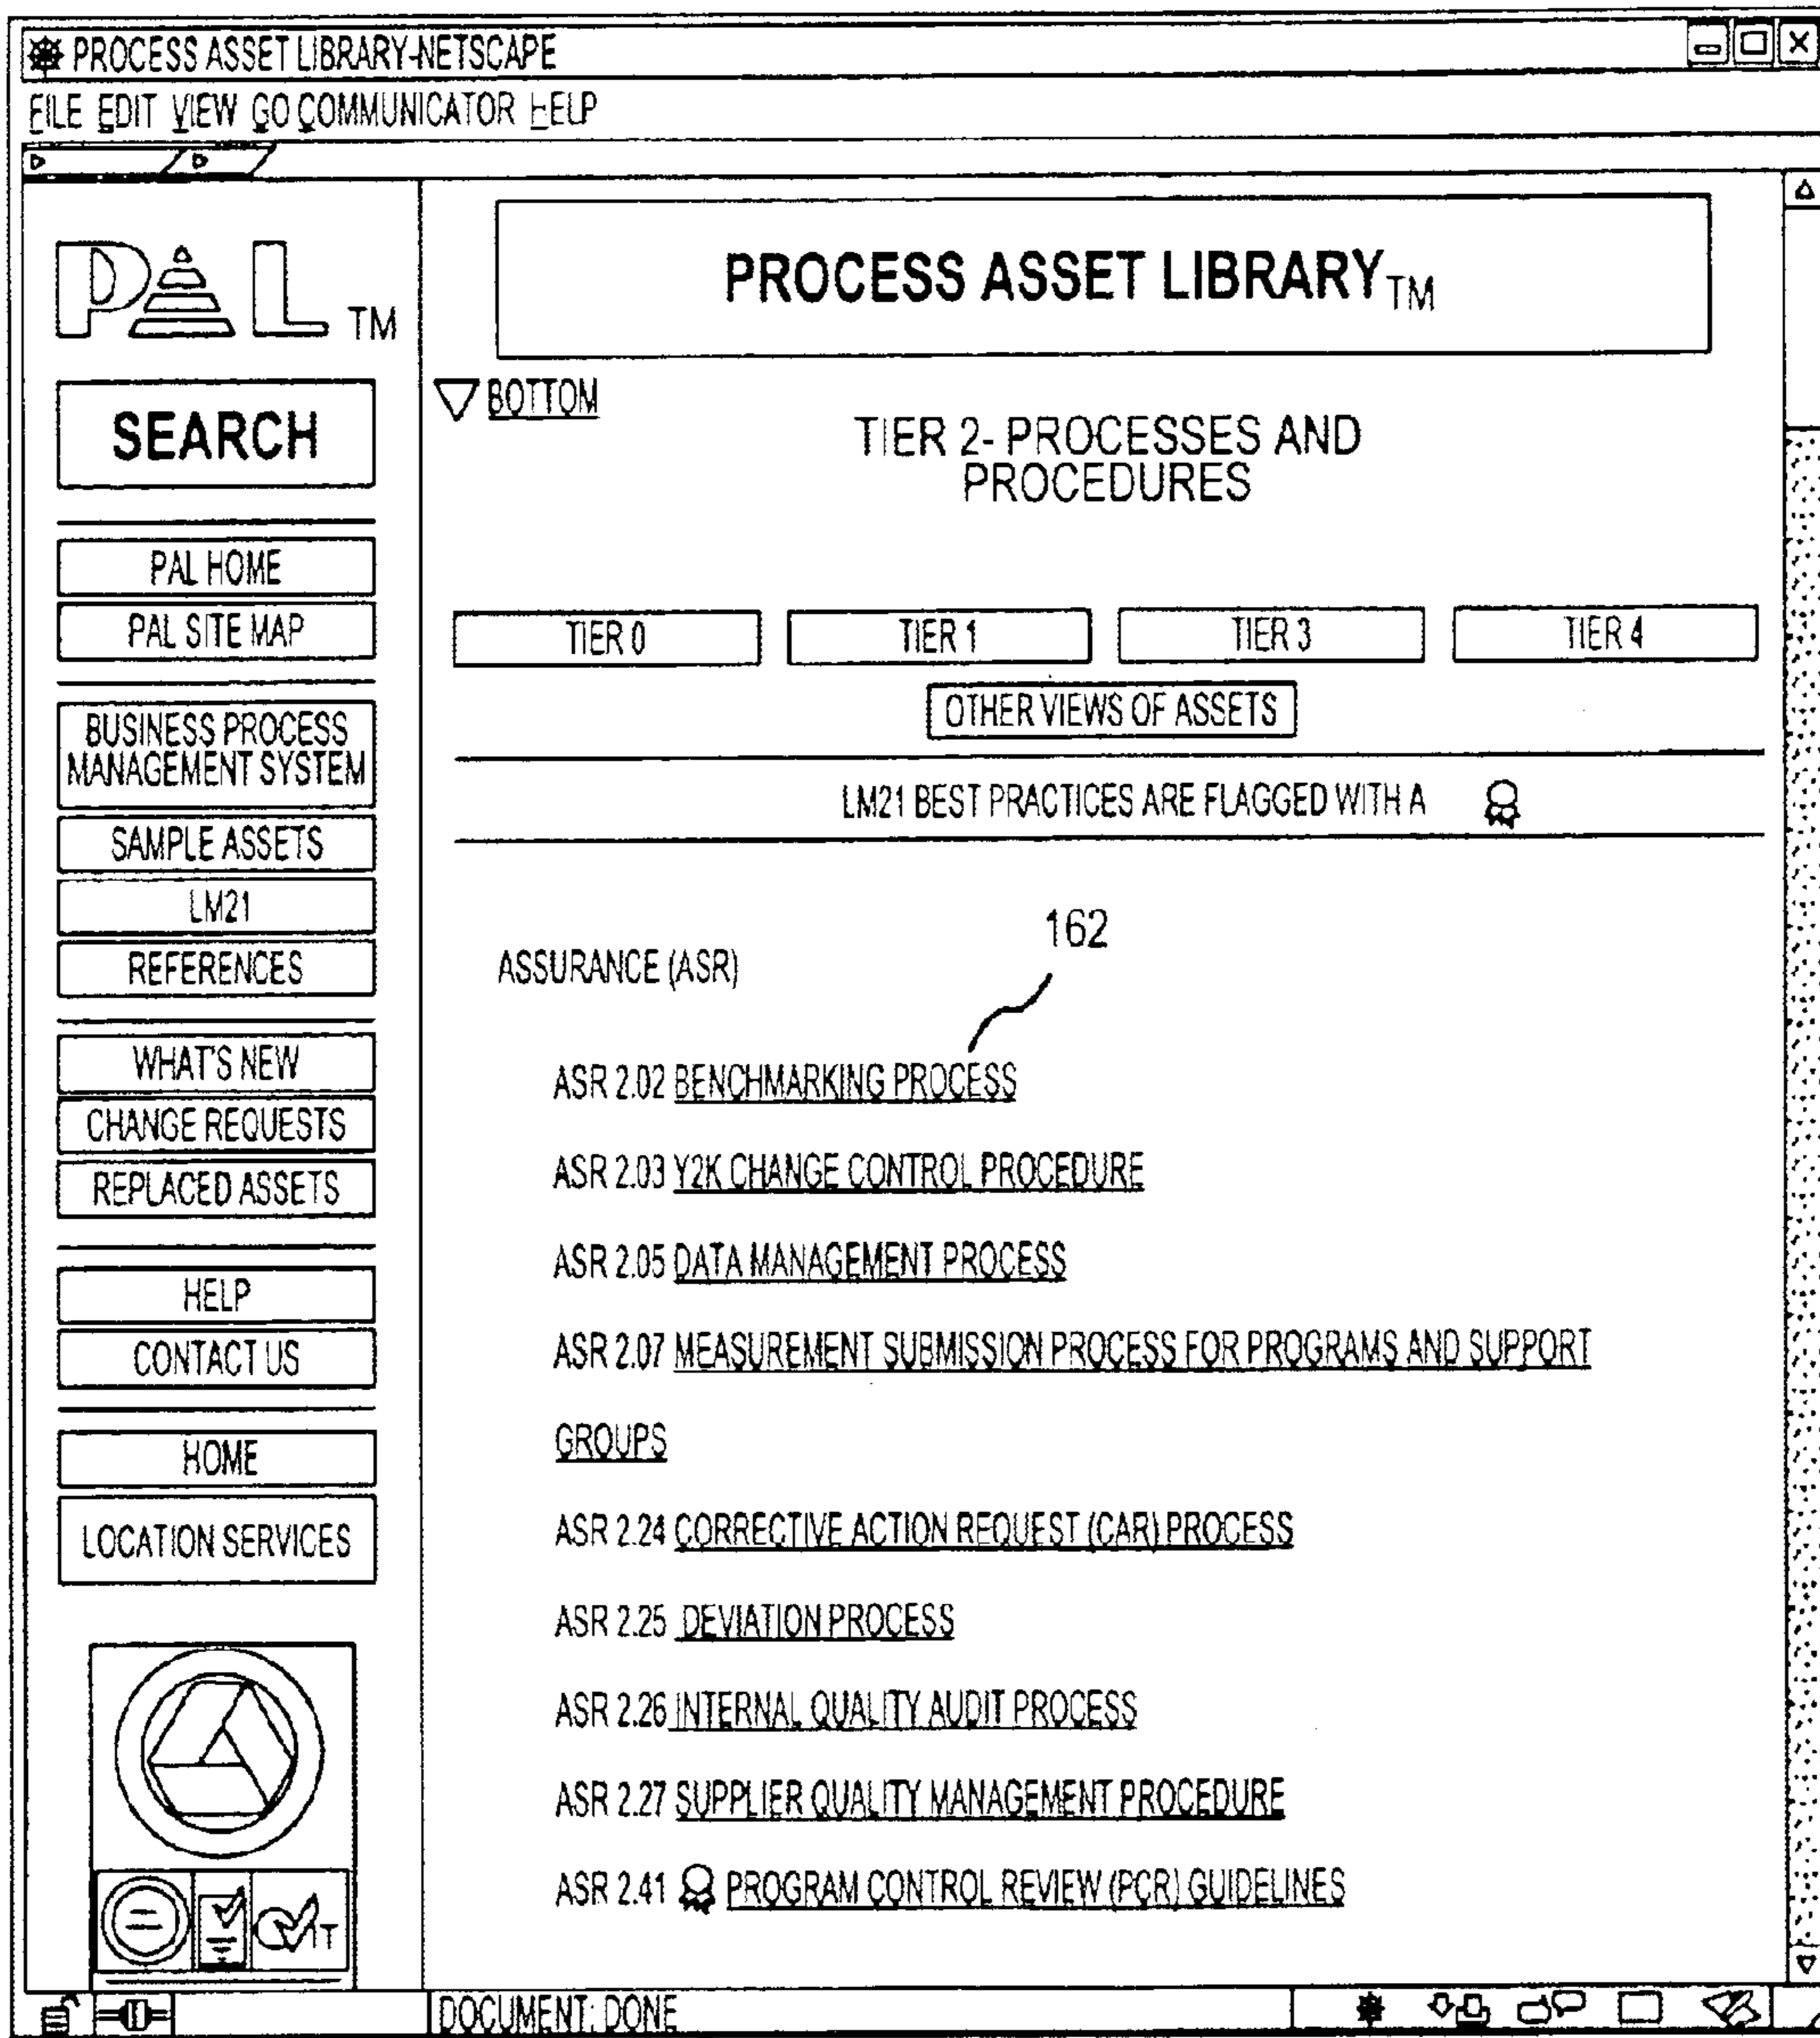 PROCESS ASSET LIBRARY-NETSCAPE
FILE EDIT VIEW GO COMMUNICATOR HELP
PAL TM
SEARCH
PAL HOME
PAL SITE MAP
BUSINESS PROCESS
MANAGEMENT SYSTEM
SAMPLE ASSETS
LM21
REFERENCES
WHAT'S NEW
CHANGE REQUESTS
REPLACED ASSETS
HELP
CONTACT US
HOME
LOCATION SERVICES
IT
PROCESS ASSET LIBRARY TM
BOTTOM
TIER 2- PROCESSES AND
PROCEDURES
TIER 0 TIER 1 TIER 3 TIER 4
OTHER VIEWS OF ASSETS
LM21 BEST PRACTICES ARE FLAGGED WITH A
162
ASSURANCE (ASR)
ASR 2.02 BENCHMARKING PROCESS
ASR 2.03 Y2K CHANGE CONTROL PROCEDURE
ASR 2.05 DATA MANAGEMENT PROCESS
ASR 2.07 MEASUREMENT SUBMISSION PROCESS FOR PROGRAMS AND SUPPORT
GROUPS
ASR 2.24 CORRECTIVE ACTION REQUEST (CAR) PROCESS
ASR 2.25 DEVIATION PROCESS
ASR 2.26 INTERNAL QUALITY AUDIT PROCESS
ASR 2.27 SUPPLIER QUALITY MANAGEMENT PROCEDURE
ASR 2.41 PROGRAM CONTROL REVIEW (PCR) GUIDELINES
DOCUMENT: DONE